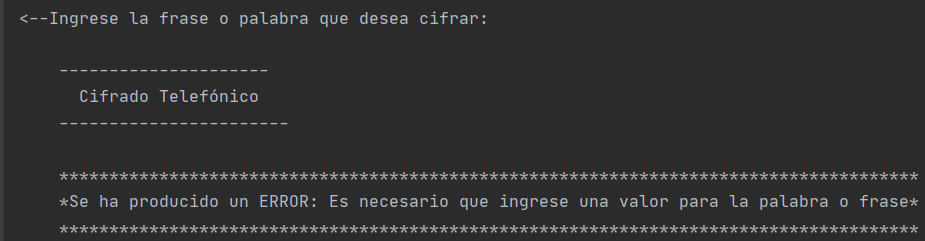 <--Ingrese la frase o palabra que desea cifrar:
---------------------
Cifrado Telefónico
-----------------------
**************************************************************************************
*Se ha producido un ERROR: Es necesario que ingrese una valor para la palabra o frase*
**************************************************************************************